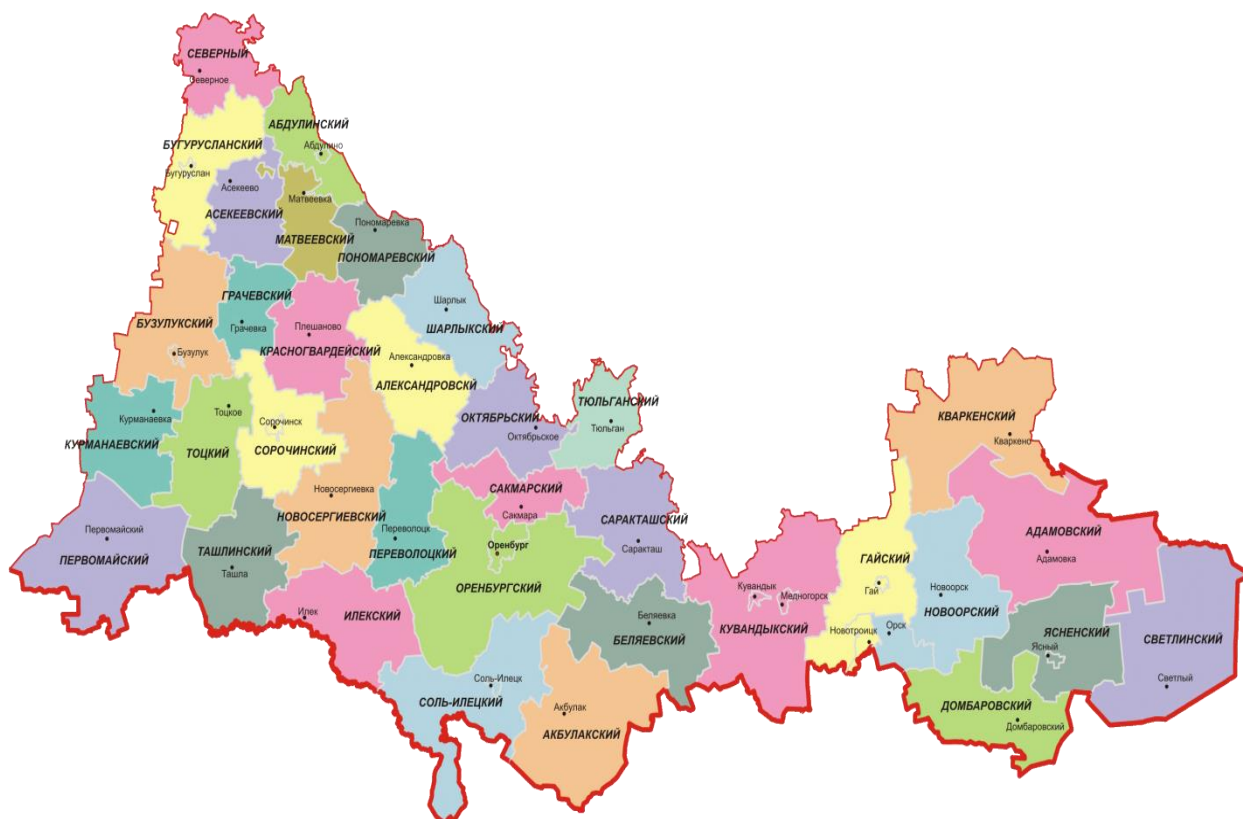 СЕВЕРНЫЙ
Северное
АБДУЛИНСКИЙ
БУГУРУСЛАНСКИЙ
Абдулино
Бугуруслан
Асекеево
Матвеевка
АСЕКЕЕВСКИЙ
Пономаревка
МАТВЕЕВСКИЙ
ПОНОМАРЕВСКИЙ
ГРАЧЕВСКИЙ
Шарлык
БУЗУЛУКСКИЙ
Грачевка
Плешаново
ШАРЛЫКСКИЙ
Бузулук
КРАСНОГВАРДЕЙСКИЙ
Александровка
АЛЕКСАНДРОВСКИ
ТЮЛЬГАНСКИЙ
Курманаевка
Тоцкое
ОКТЯБРЬСКИЙ
КВАРКЕНСКИЙ
Сорочинск
Октябрьское
Тюльган
Кваркено
КУРМАНАЕВСКИЙ
ТОЦКИЙ
СОРОЧИНСКИЙ
Новосергиевка
САКМАРСКИЙ
Сакмара
НОВОСЕРГИЕВСКИЙ
САРАКТАШСКИЙ
АДАМОВСКИЙ
Первомайский
Переволоцк
Оренбург
Саракташ
Адамовка
ПЕРВОМАЙСКИЙ
ТАШЛИНСКИЙ
ПЕРЕВОЛОЦКИЙ
ГАЙСКИЙ
Ташла
ОРЕНБУРГСКИЙ
Кувандык
Медногорск
Гай
Новоорск
НОВООРСКИЙ
Илек
ИЛЕКСКИЙ
Беляевка
БЕЛЯЕВСКИЙ
КУВАНДЫКСКИЙ
Новотроицк
Орск
ЯСНЕНСКИЙ
Ясный
СВЕТЛИНСКИЙ
Соль-Илецк
СОЛЬ-ИЛЕЦКИЙ
Светлый
Акбулак
АКБУЛАКСКИЙ
ДОМБАРОВСКИЙ
Домбаровский